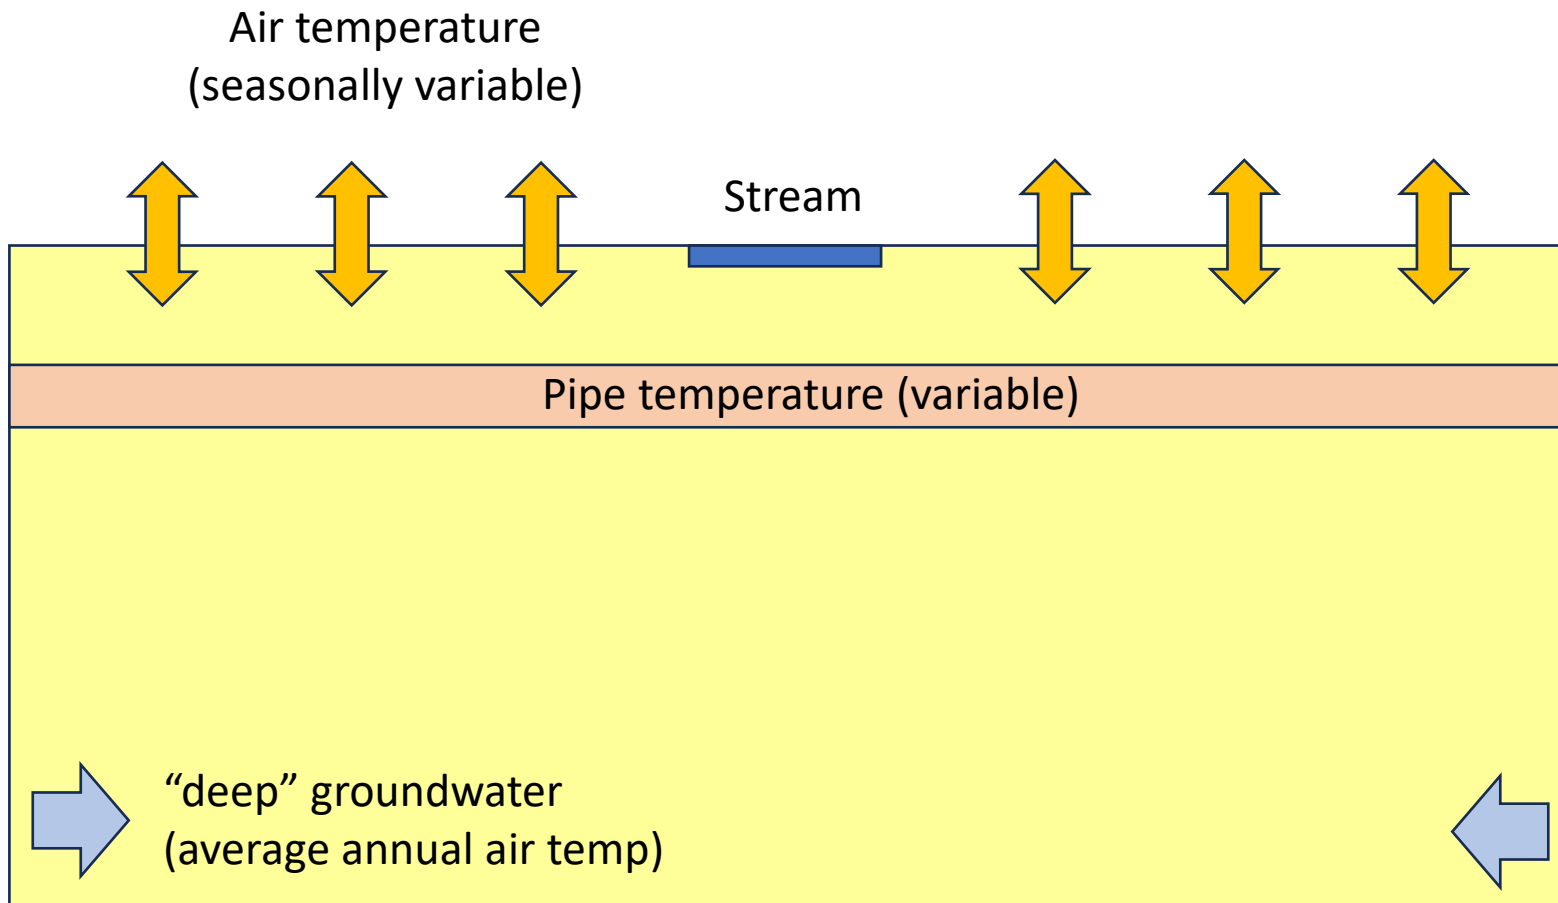 Air temperature
(seasonally variable)
Stream
Pipe temperature (variable)
“deep” groundwater
(average annual air temp)